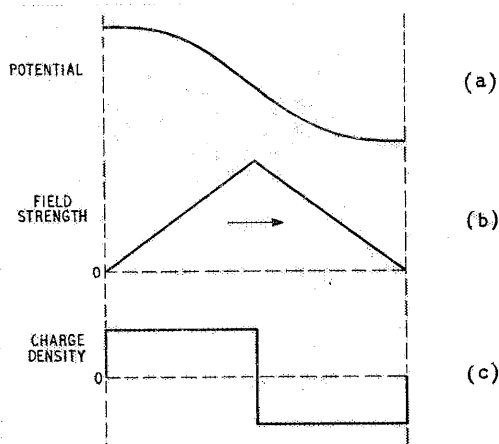 POTENTIAL
(a)
FIELD
STRENGTH
(b)
0
CHARGE
DENSITY
0
(c)